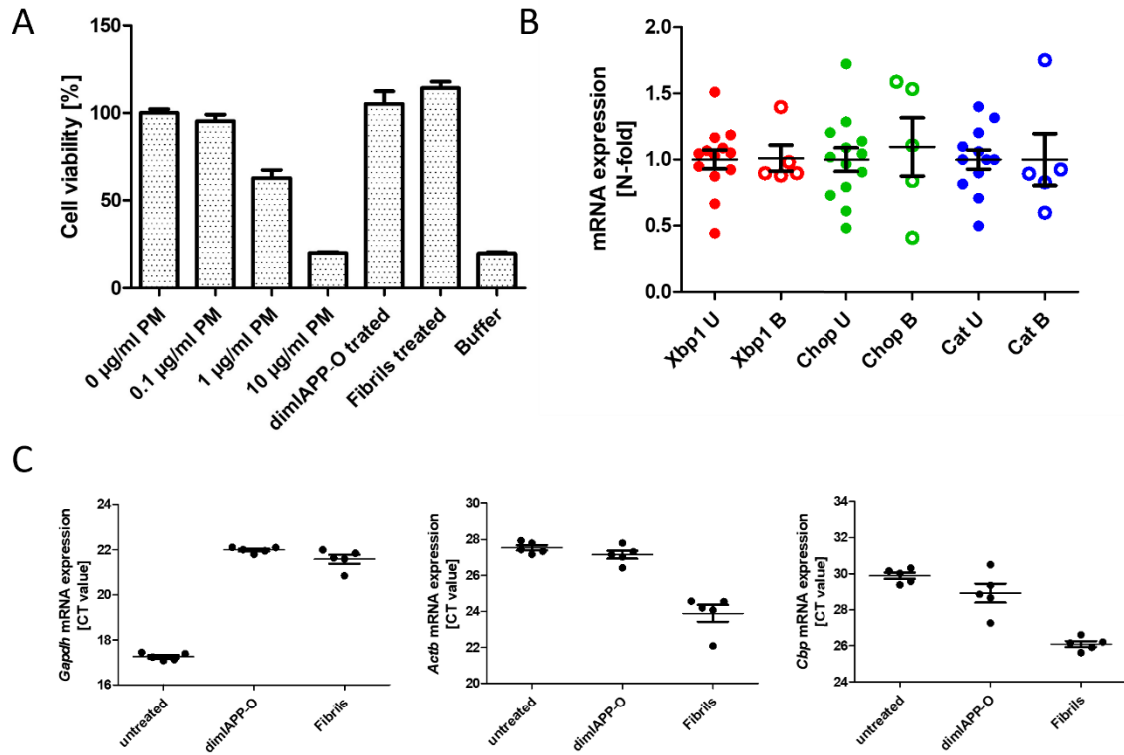 A
Cell viability [%]
150
100
50
0
0 µg/ml PM
0.1 µg/ml PM
1 µg/ml PM
10 µg/ml PM
dimIAPP-O trated
Fibrils treated
Buffer
B
mRNA expression
[N-fold]
2.0
1.5
1.0
0.5
0.0
Xbp1 U
Xbp1 B
Chop U
Chop B
Cat U
Cat B
C
Gapdh mRNA expression
[CT value]
24
22
20
18
16
untreated
dimIAPP-O
Fibrils
Actb mRNA expression
[CT value]
30
28
26
24
22
20
untreated
dimIAPP-O
Fibrils
Cbp mRNA expression
[CT value]
34
32
30
28
26
24
untreated
dimIAPP-O
Fibrils